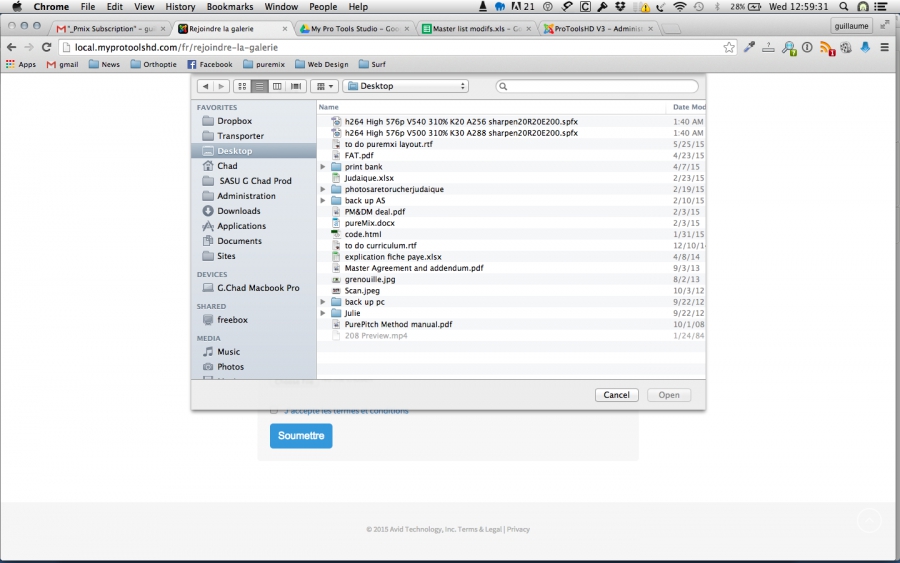 Chrome File Edit View History Bookmarks Window People Help 21 28% Wed 12:59:31
"_Pmix Subscription" - gui Rejoindre la galerie My Pro Tools Studio - Goo Master list modifs.xls - Go ProToolsHD V3 - Administ guillaume
local.myprotoolshd.com/fr/rejoindre-la-galerie
Apps gmail News Orthoptie Facebook puremix Web Design Surf
Desktop
FAVORITES
Dropbox
Transporter
Desktop
Chad
SASU G Chad Prod
Administration
Downloads
Applications
Documents
Sites
DEVICES
G.Chad Macbook Pro
SHARED
freebox
MEDIA
Music
Photos
Name Date Mod
h264 High 576p V540 310% K20 A256 sharpen20R20E200.spfx 1:40 AM
h264 High 576p V500 310% K30 A288 sharpen20R20E200.spfx 1:40 AM
to do puremxi layout.rtf 5/25/15
FAT.pdf 4/23/15
print bank 4/7/15
Judaique.xlsx 2/26/15
photosaretorucherjudaique 2/19/15
back up AS 2/10/15
PM&DM deal.pdf 2/3/15
pureMix.docx 2/3/15
code.html 1/31/15
to do curriculum.rtf 12/10/14
explication fiche paye.xlsx 4/8/14
Master Agreement and addendum.pdf 9/3/13
grenouille.jpg 8/2/13
Scan.jpeg 10/3/12
back up pc 9/22/12
Julie 9/22/12
PurePitch Method manual.pdf 10/1/08
208 Preview.mp4 1/24/84
Cancel Open
J'accepte les termes et conditions
Soumettre
© 2015 Avid Technology, Inc. Terms & Legal | Privacy